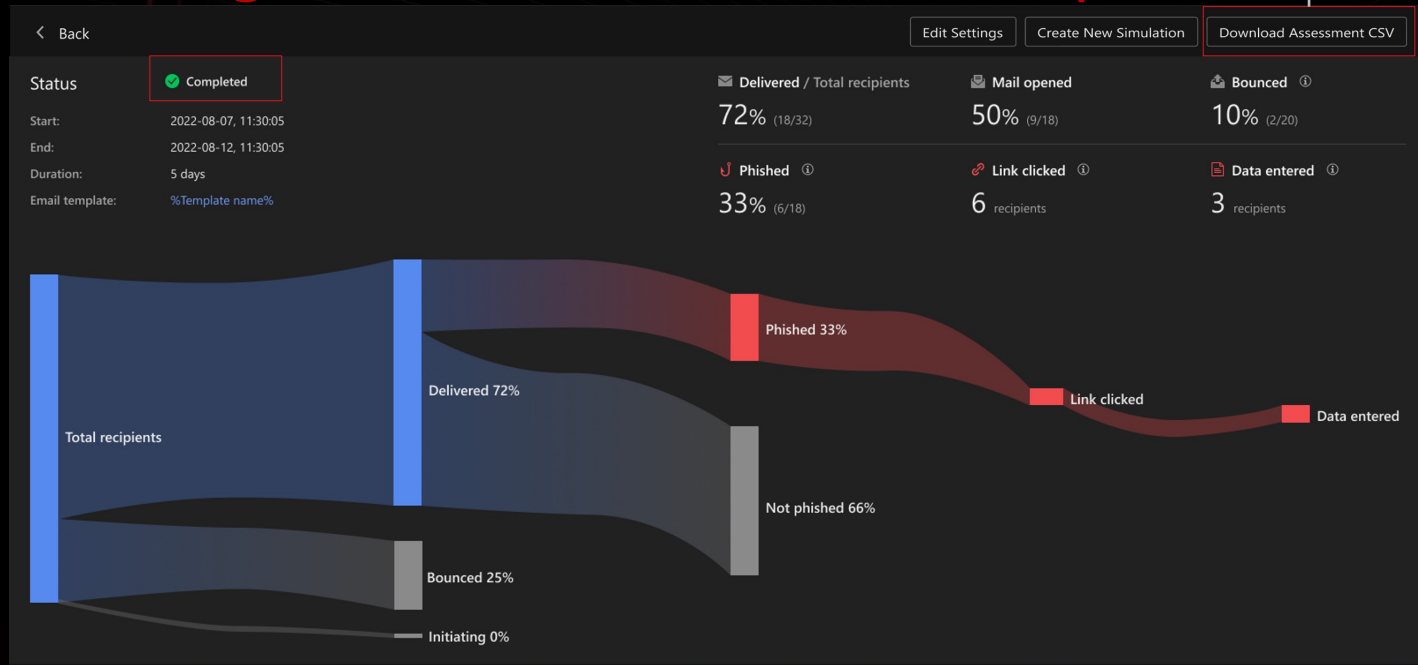 Back
Edit Settings
Create New Simulation
Download Assessment CSV
Status
Completed
Start: 2022-08-07, 11:30:05
End: 2022-08-12, 11:30:05
Duration: 5 days
Email template: %Template name%
Delivered / Total recipients
72% (18/32)
Mail opened
50% (9/18)
Bounced
10% (2/20)
Phished
33% (6/18)
Link clicked
6 recipients
Data entered
3 recipients
Total recipients
Delivered 72%
Bounced 25%
Initiating 0%
Phished 33%
Not phished 66%
Link clicked
Data entered